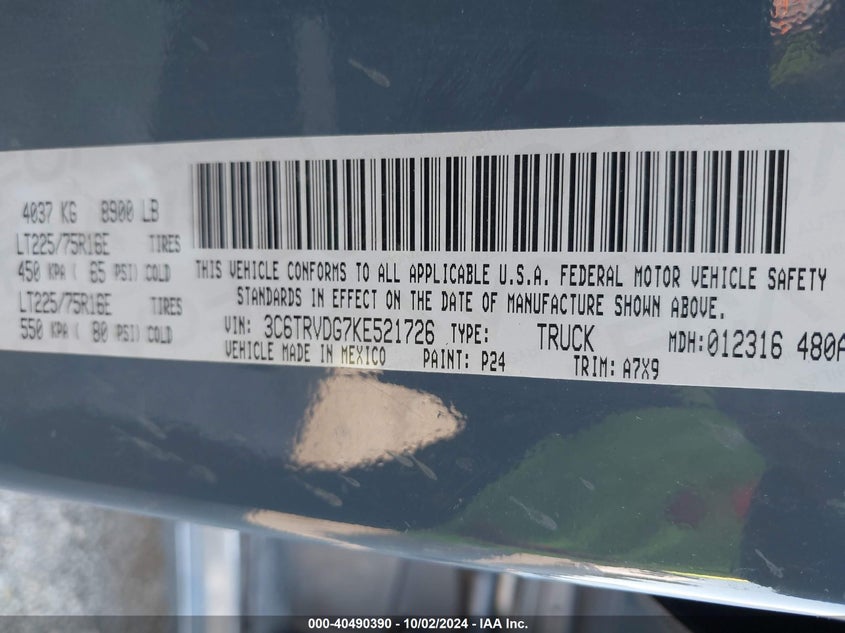 4037 KG 8900 LB
LT225/75R16E TIRES
450 KPA ( 65 PSI) COLD
LT225/75R16E TIRES
550 KPA ( 80 PSI) COLD
THIS VEHICLE CONFORMS TO ALL APPLICABLE U.S.A. FEDERAL MOTOR VEHICLE SAFETY
STANDARDS IN EFFECT ON THE DATE OF MANUFACTURE SHOWN ABOVE.
VIN: 3C6TRVDG7KE521726 TYPE: TRUCK MDH:012316 480A
VEHICLE MADE IN MEXICO PAINT: P24 TRIM: A7X9
000-40490390 - 10/02/2024 - IAA Inc.